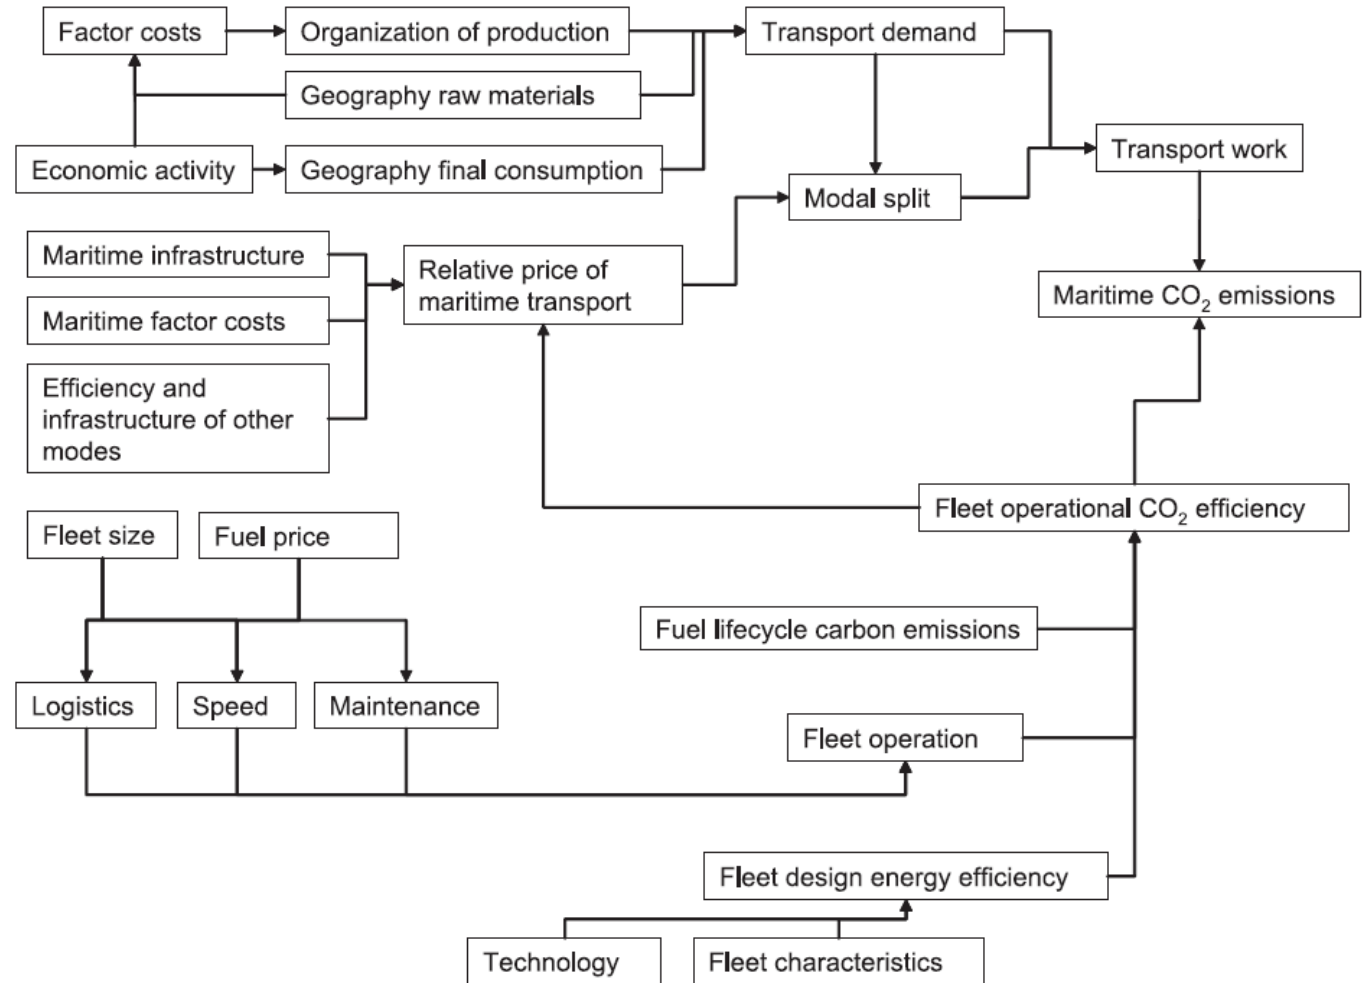 Factor costs
Organization of production
Transport demand
Geography raw materials
Transport work
Economic activity
Geography final consumption
Modal split
Maritime infrastructure
Relative price of
maritime transport
Maritime CO₂ emissions
Maritime factor costs
Efficiency and
infrastructure of other
modes
Fleet operational CO₂ efficiency
Fleet size
Fuel price
Fuel lifecycle carbon emissions
Logistics
Speed
Maintenance
Fleet operation
Fleet design energy efficiency
Technology
Fleet characteristics